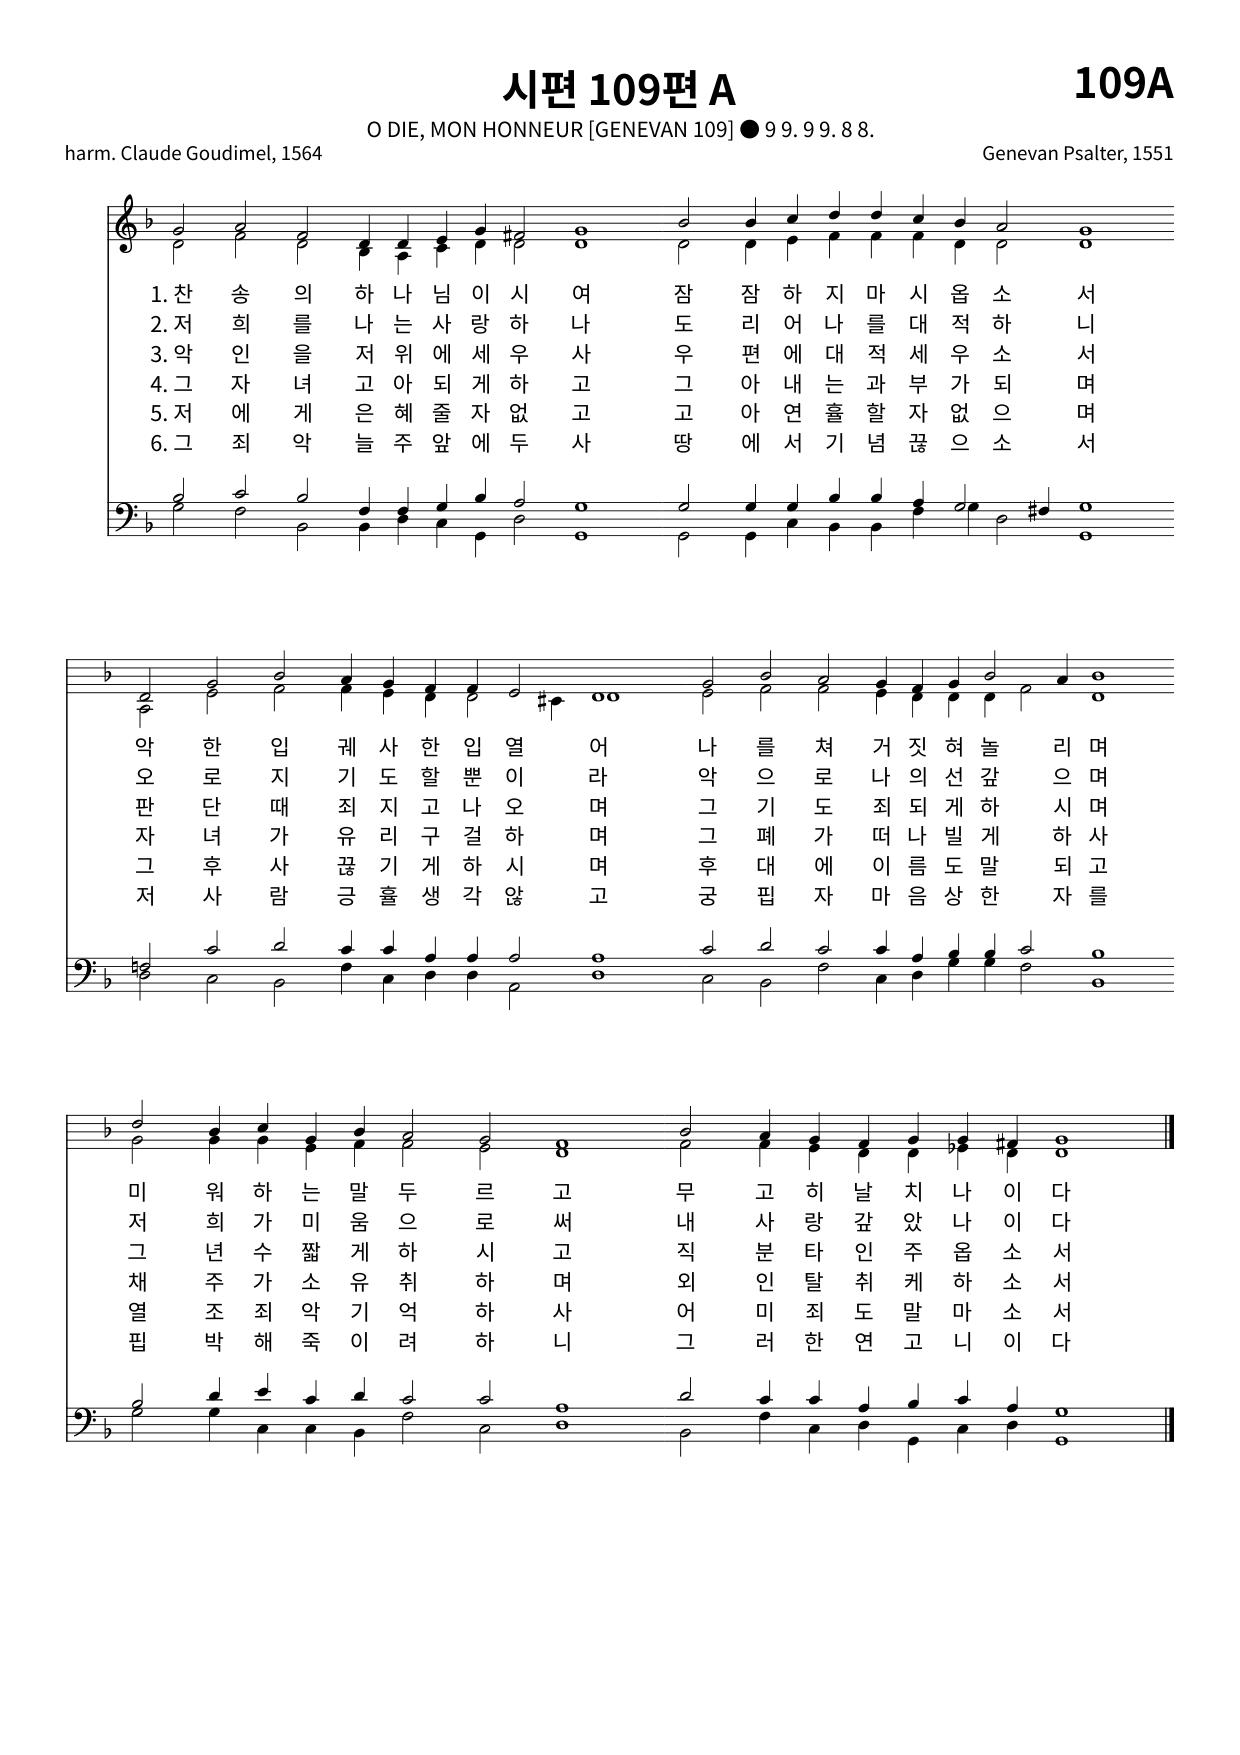 시편 109편 A
109A
O DIE, MON HONNEUR [GENEVAN 109] ● 9 9. 9 9. 8 8.
harm. Claude Goudimel, 1564
Genevan Psalter, 1551
1. 찬 송 의 하 나 님 이 시 여 잠 잠 하 지 마 시 옵 소 서
2. 저 희 를 나 는 사 랑 하 나 도 리 어 나 를 대 적 하 니
3. 악 인 을 저 위 에 세 우 사 우 편 에 대 적 세 우 소 서
4. 그 자 녀 고 아 되 게 하 고 그 아 내 는 과 부 가 되 며
5. 저 에 게 은 혜 줄 자 없 고 고 아 연 휼 할 자 없 으 며
6. 그 죄 악 늘 주 앞 에 두 사 땅 에 서 기 념 끊 으 소 서
악 한 입 궤 사 한 입 열 어 나 를 쳐 거 짓 혀 놀 리 며
오 로 지 기 도 할 뿐 이 라 악 으 로 나 의 선 갚 으 며
판 단 때 죄 지 고 나 오 며 그 기 도 죄 되 게 하 시 며
자 녀 가 유 리 구 걸 하 며 그 폐 가 떠 나 빌 게 하 사
그 후 사 끊 기 게 하 시 며 후 대 에 이 름 도 말 되 고
저 사 람 긍 휼 생 각 않 고 궁 핍 자 마 음 상 한 자 를
미 워 하 는 말 두 르 고 무 고 히 날 치 나 이 다
저 희 가 미 움 으 로 써 내 사 랑 갚 았 나 이 다
그 년 수 짧 게 하 시 고 직 분 타 인 주 옵 소 서
채 주 가 소 유 취 하 며 외 인 탈 취 케 하 소 서
열 조 죄 악 기 억 하 사 어 미 죄 도 말 마 소 서
핍 박 해 죽 이 려 하 니 그 러 한 연 고 니 이 다